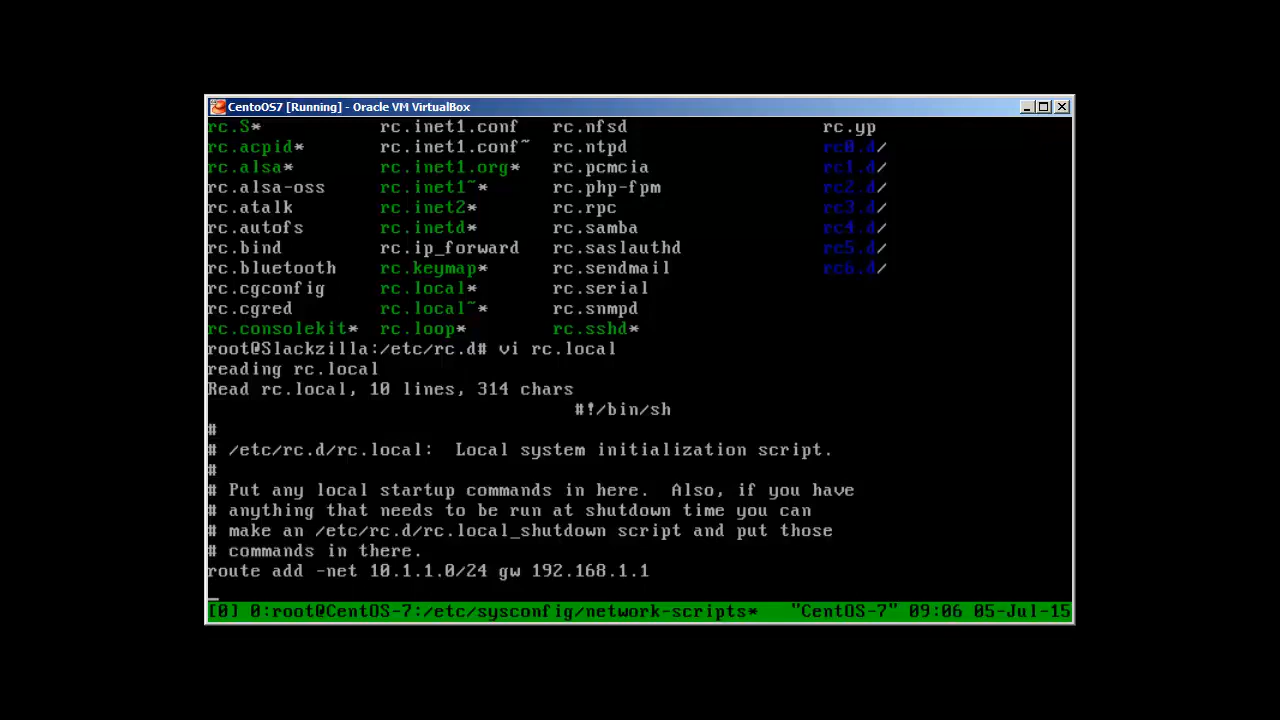 CentoOS7 [Running] - Oracle VM VirtualBox
rc.S* rc.inet1.conf rc.nfsd rc.yp
rc.acpid* rc.inet1.conf~ rc.ntpd rc0.d/
rc.alsa* rc.inet1.org* rc.pcmcia rc1.d/
rc.alsa-oss rc.inet1~* rc.php-fpm rc2.d/
rc.atalk rc.inet2* rc.rpc rc3.d/
rc.autofs rc.inetd* rc.samba rc4.d/
rc.bind rc.ip_forward rc.saslauthd rc5.d/
rc.bluetooth rc.keymap* rc.sendmail rc6.d/
rc.cgconfig rc.local* rc.serial
rc.cgred rc.local~* rc.snmpd
rc.consolekit* rc.loop* rc.sshd*
root@Slackzilla:/etc/rc.d# vi rc.local
reading rc.local
Read rc.local, 10 lines, 314 chars
#!/bin/sh
#
# /etc/rc.d/rc.local:  Local system initialization script.
#
# Put any local startup commands in here.  Also, if you have
# anything that needs to be run at shutdown time you can
# make an /etc/rc.d/rc.local_shutdown script and put those
# commands in there.
route add -net 10.1.1.0/24 gw 192.168.1.1
[0] 0:root@CentOS-7:/etc/sysconfig/network-scripts* "CentOS-7" 09:06 05-Jul-15